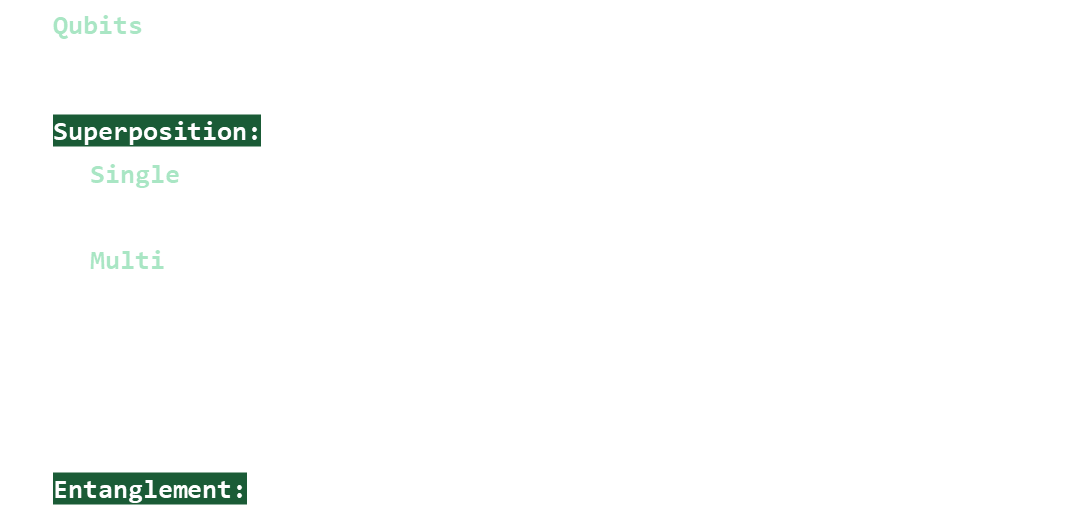 Qubits
Superposition:
Single
Multi
Entanglement: